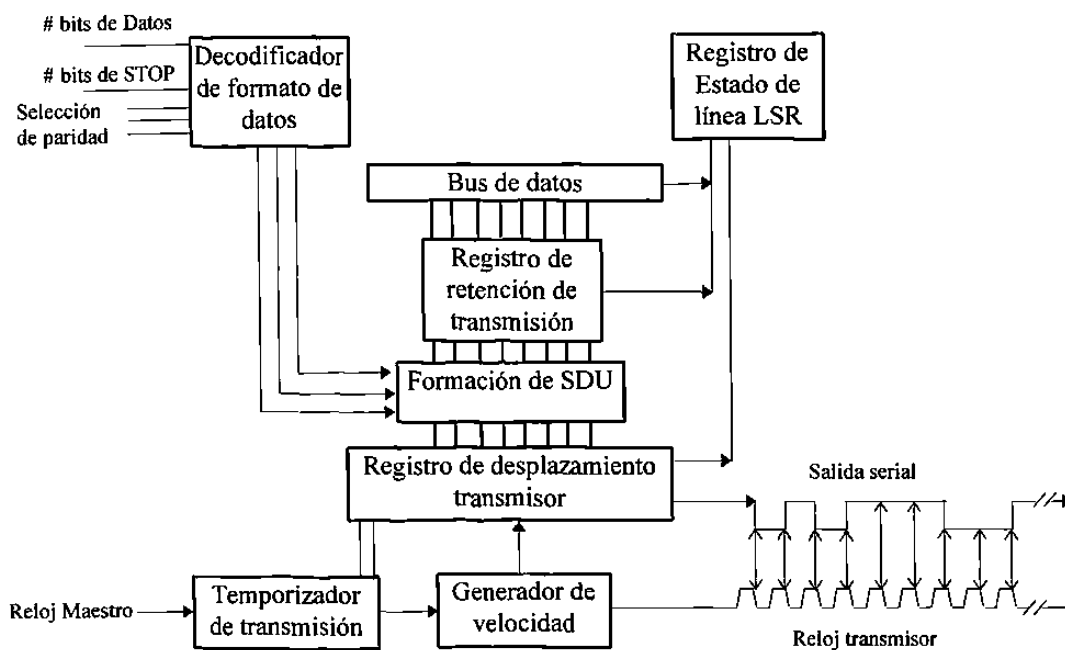 # bits de Datos
# bits de STOP
Selección
de paridad
Decodificador
de formato de
datos
Registro de
Estado de
línea LSR
Bus de datos
Registro de
retención de
transmisión
Formación de SDU
Registro de desplazamiento
transmisor
Salida serial
Reloj Maestro
Temporizador
de transmisión
Generador de
velocidad
Reloj transmisor